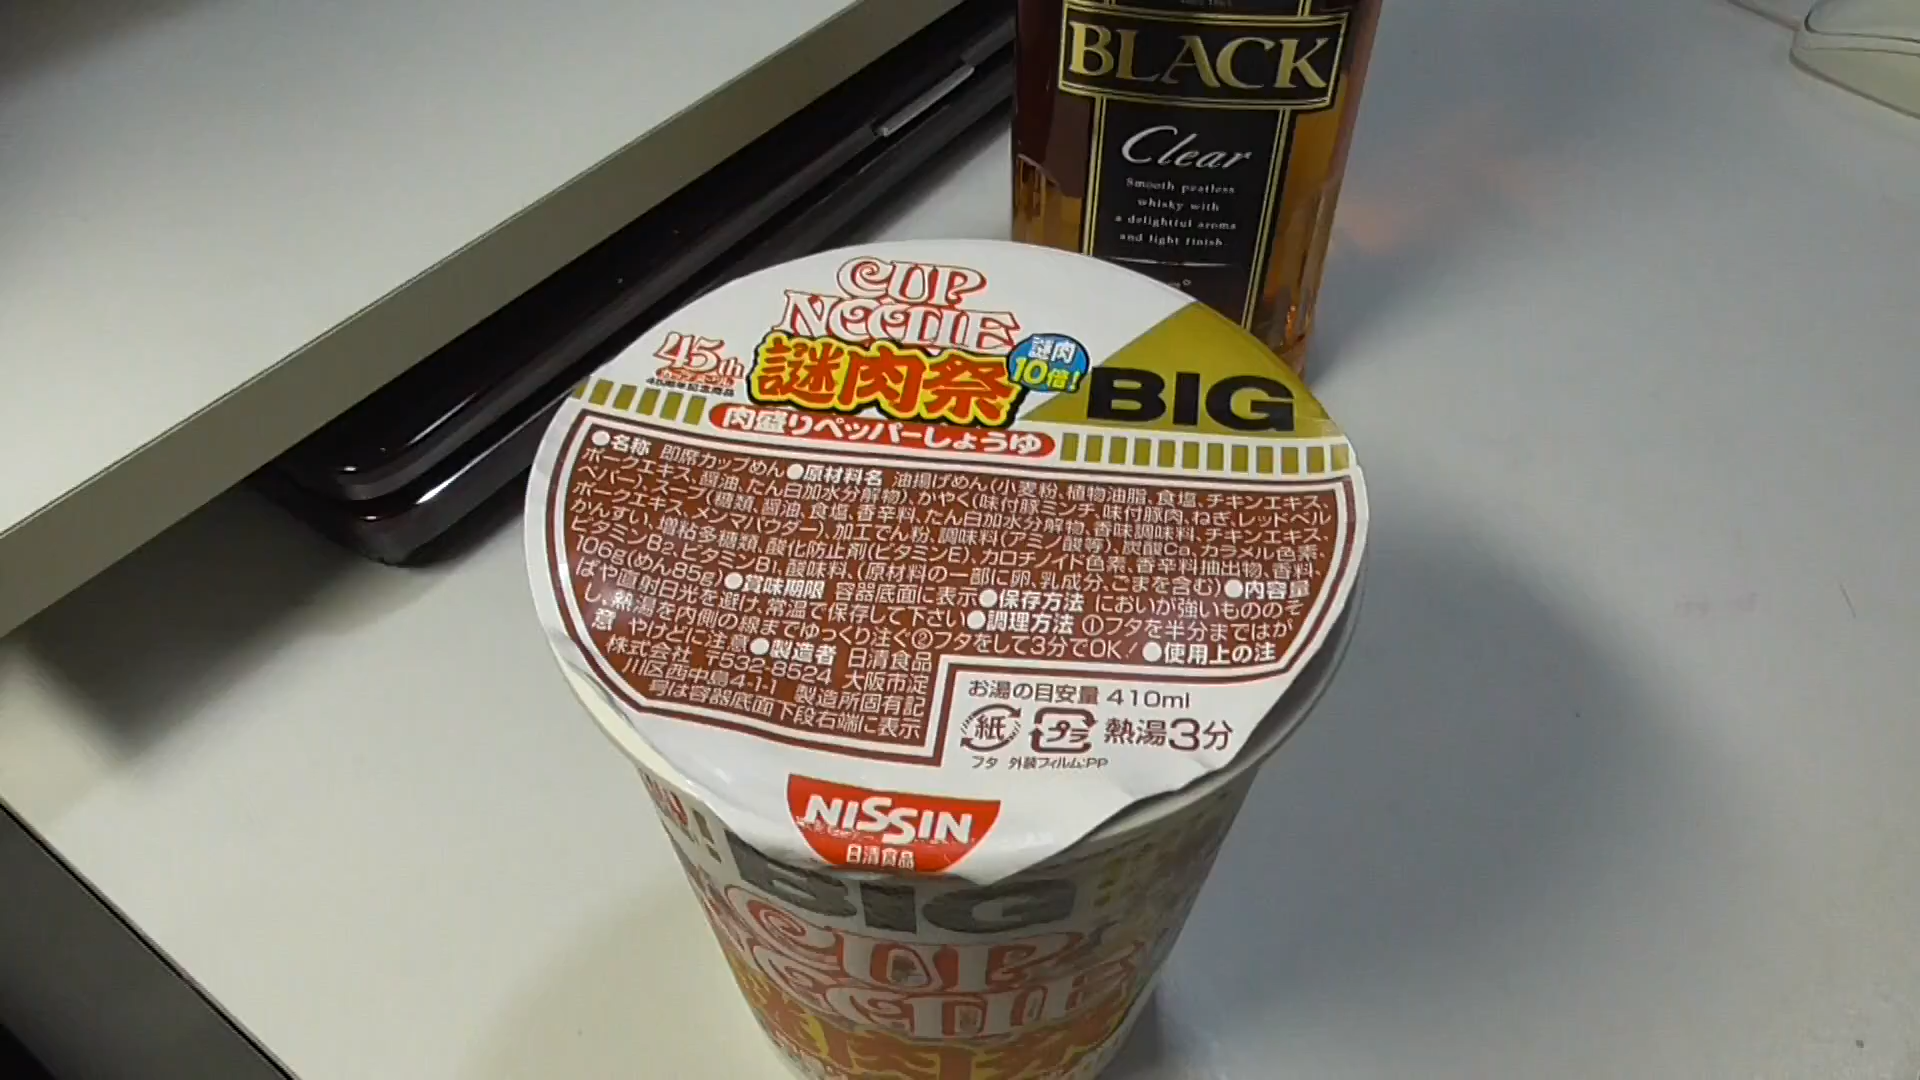 BLACK
Clear
Smooth peatless
whisky with
a delightful aroma
and light finish.
CUP
NOODLE
45th
カップヌードル
45周年記念商品
謎肉祭
謎肉
10倍!
BIG
肉盛りペッパーしょうゆ
●名称 即席カップめん●原材料名 油揚げめん(小麦粉、植物油脂、食塩、チキンエキス、
ポークエキス、醤油、たん白加水分解物)、かやく(味付豚ミンチ、味付豚肉、ねぎ、レッドベル
ペパー)、スープ(糖類、醤油、食塩、香辛料、たん白加水分解物、香味調味料、チキンエキス、
ポークエキス、メンマパウダー)、加工でん粉、調味料(アミノ酸等)、炭酸Ca、カラメル色素、
かんすい、増粘多糖類、酸化防止剤(ビタミンE)、カロチノイド色素、香辛料抽出物、香料、
ビタミンB2、ビタミンB1、酸味料、(原材料の一部に卵、乳成分、ごまを含む)●内容量
106g(めん85g)●賞味期限 容器底面に表示●保存方法 においが強いもののそ
ばや直射日光を避け、常温で保存して下さい●調理方法 ①フタを半分まではが
し、熱湯を内側の線までゆっくり注ぐ②フタをして3分でOK!●使用上の注
意 やけどに注意●製造者 日清食品
株式会社 〒532-8524 大阪市淀
川区西中島4-1-1 製造所固有記
号は容器底面下段右端に表示
お湯の目安量 410ml
紙 プラ 熱湯3分
フタ 外装フィルム:PP
NISSIN
日清食品
BIG
CUP
NOODLE